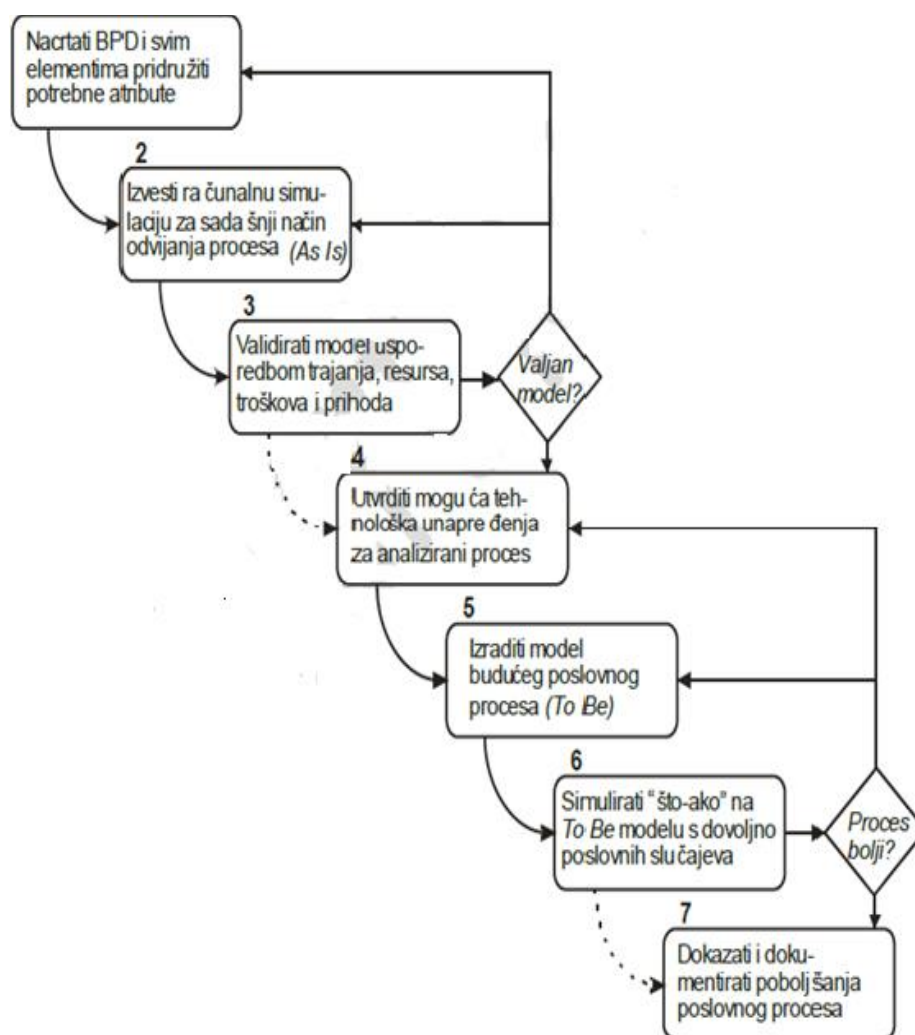 Nacrtati BPD i svim
elementima pridružiti
potrebne atribute
2
Izvesti ra čunalnu simu-
laciju za sada šnji način
odvijanja procesa (As Is)
3
Validirati model uspo-
redbom trajanja, resursa,
troškova i prihoda
Valjan
model?
4
Utvrditi mogu ća teh-
nološka unapre đenja
za analizirani proces
5
Izraditi model
budućeg poslovnog
procesa (To Be)
6
Simulirati "što-ako" na
To Be modelu s dovoljno
poslovnih slu čajeva
Proces
bolji?
7
Dokazati i doku-
mentirati pobolj šanja
poslovnog procesa